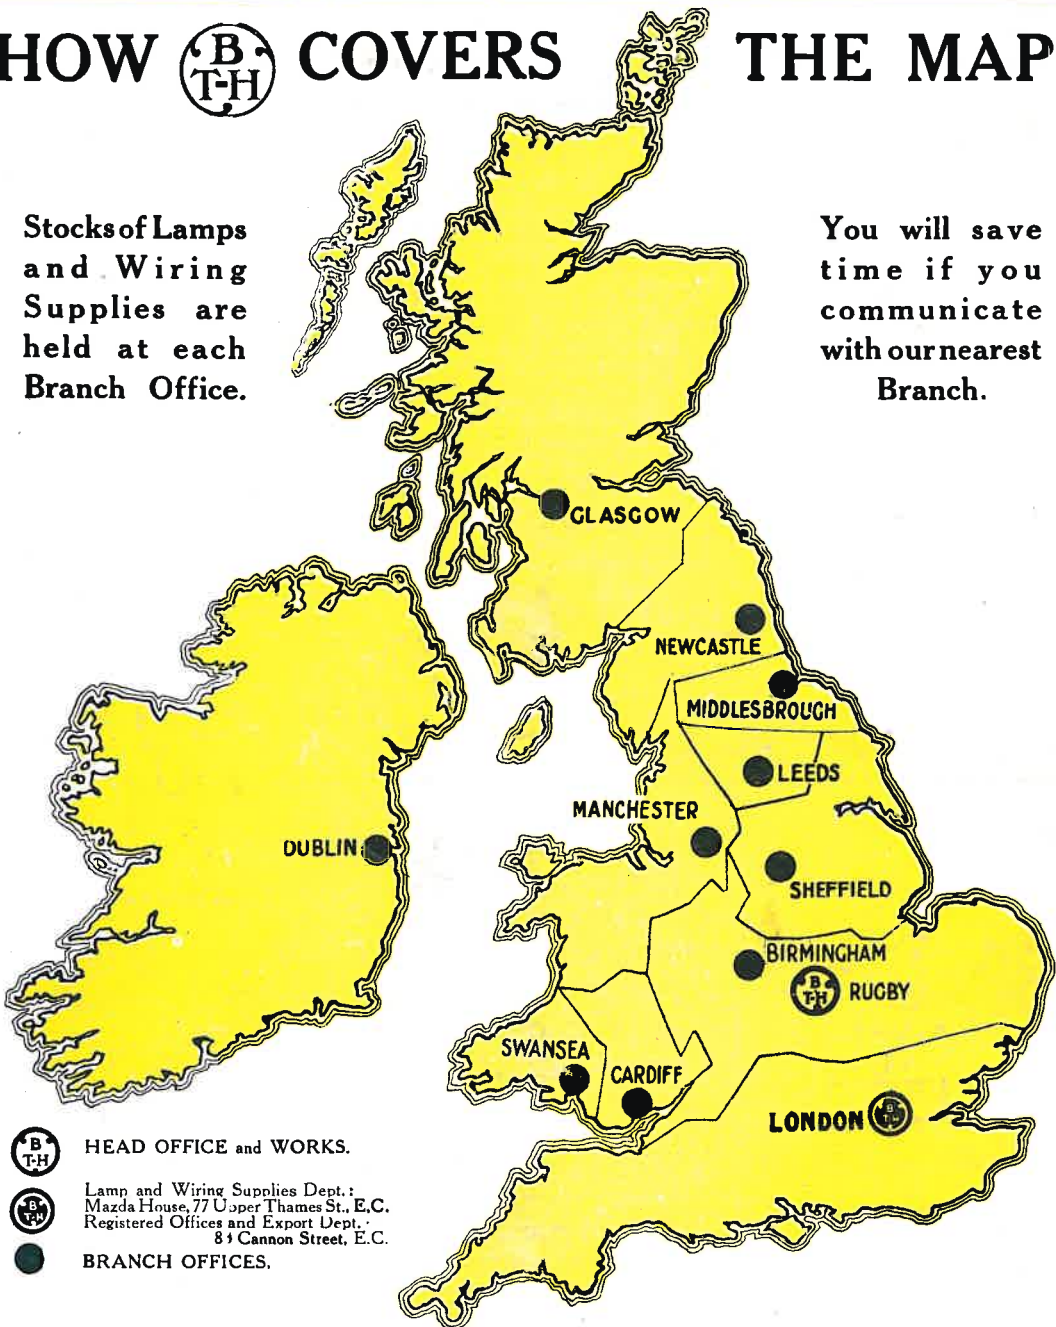 HOW B T-H COVERS THE MAP
Stocks of Lamps
and Wiring
Supplies are
held at each
Branch Office.
You will save
time if you
communicate
with our nearest
Branch.
GLASGOW
NEWCASTLE
MIDDLESBROUGH
LEEDS
MANCHESTER
DUBLIN
SHEFFIELD
BIRMINGHAM
B
T-H
RUGBY
SWANSEA
CARDIFF
LONDON
B
T-H
B
T-H
HEAD OFFICE and WORKS.
B
T-H
Lamp and Wiring Supplies Dept.:
Mazda House, 77 Upper Thames St., E.C.
Registered Offices and Export Dept.
Cannon Street, E.C.
BRANCH OFFICES.